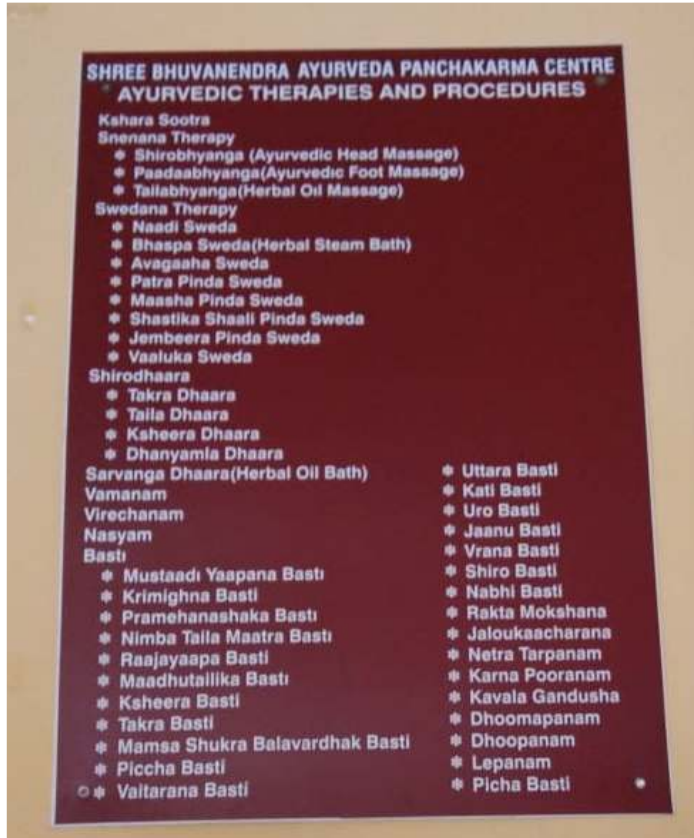 SHREE BHUVANENDRA AYURVEDA PANCHAKARMA CENTRE
AYURVEDIC THERAPIES AND PROCEDURES
Kshara Sootra
Snenana Therapy
* Shirobhyanga (Ayurvedic Head Massage)
* Paadaabhyanga(Ayurvedic Foot Massage)
* Tailabhyanga(Herbal Oil Massage)
Swedana Therapy
* Naadi Sweda
* Bhaspa Sweda(Herbal Steam Bath)
* Avagaaha Sweda
* Patra Pinda Sweda
* Maasha Pinda Sweda
* Shastika Shaali Pinda Sweda
* Jembeera Pinda Sweda
* Vaaluka Sweda
Shirodhaara
* Takra Dhaara
* Taila Dhaara
* Ksheera Dhaara
* Dhanyamla Dhaara
Sarvanga Dhaara(Herbal Oil Bath)
Vamanam
Virechanam
Nasyam
Basti
* Mustaadi Yaapana Basti
* Krimighna Basti
* Pramehanashaka Basti
* Nimba Taila Maatra Basti
* Raajayaapa Basti
* Maadhutailika Basti
* Ksheera Basti
* Takra Basti
* Mamsa Shukra Balavardhak Basti
* Piccha Basti
* Vaitarana Basti
* Uttara Basti
* Kati Basti
* Uro Basti
* Jaanu Basti
* Vrana Basti
* Shiro Basti
* Nabhi Basti
* Rakta Mokshana
* Jaloukaacharana
* Netra Tarpanam
* Karna Pooranam
* Kavala Gandusha
* Dhoomapanam
* Dhoopanam
* Lepanam
* Picha Basti